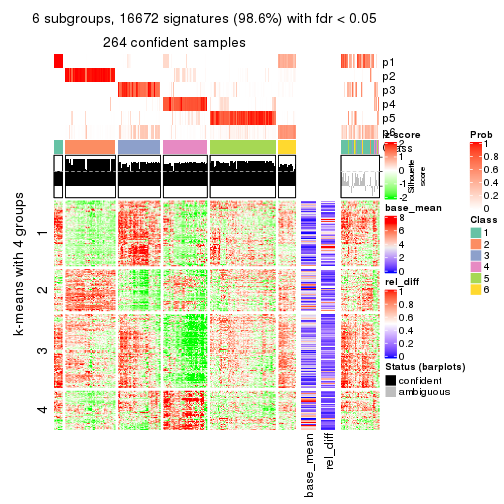 6 subgroups, 16672 signatures (98.6%) with fdr < 0.05
264 confident samples
p1
p2
p3
p4
p5
p6
Class
Silhouette
score
k-means with 4 groups
1
2
3
4
base_mean
rel_diff
z-score
2
1
0
-1
-2
base_mean
8
6
4
2
0
rel_diff
1
0.8
0.6
0.4
0.2
0
Status (barplots)
confident
ambiguous
Prob
1
0.8
0.6
0.4
0.2
0
Class
1
2
3
4
5
6